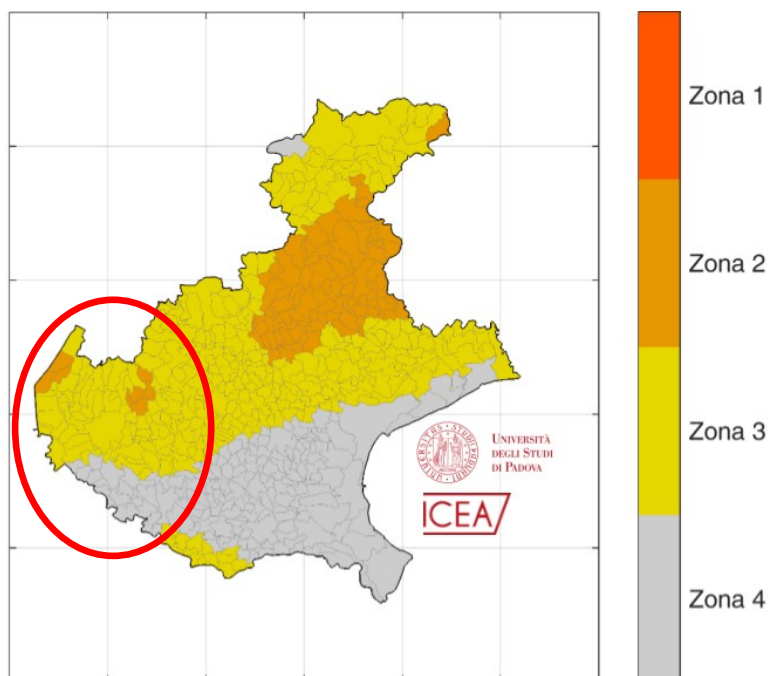 Zona 1
Zona 2
Zona 3
Zona 4
UNIVERSITÀ
DEGLI STUDI
DI PADOVA
ICEA